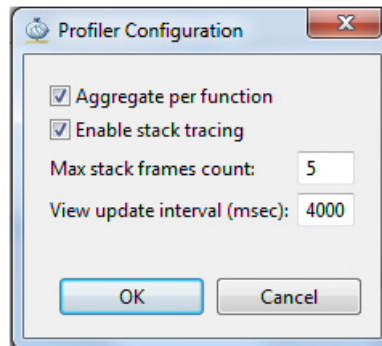 Profiler Configuration
Aggregate per function
Enable stack tracing
Max stack frames count: 5
View update interval (msec): 4000
OK Cancel